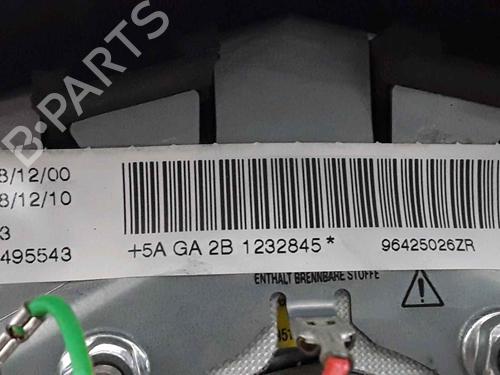 B-PARTS
8/12/00
8/12/10
3
495543
+5A GA 2B 1232845*
96425026ZR
ENTHÄLT BRENNBARE STOFFE